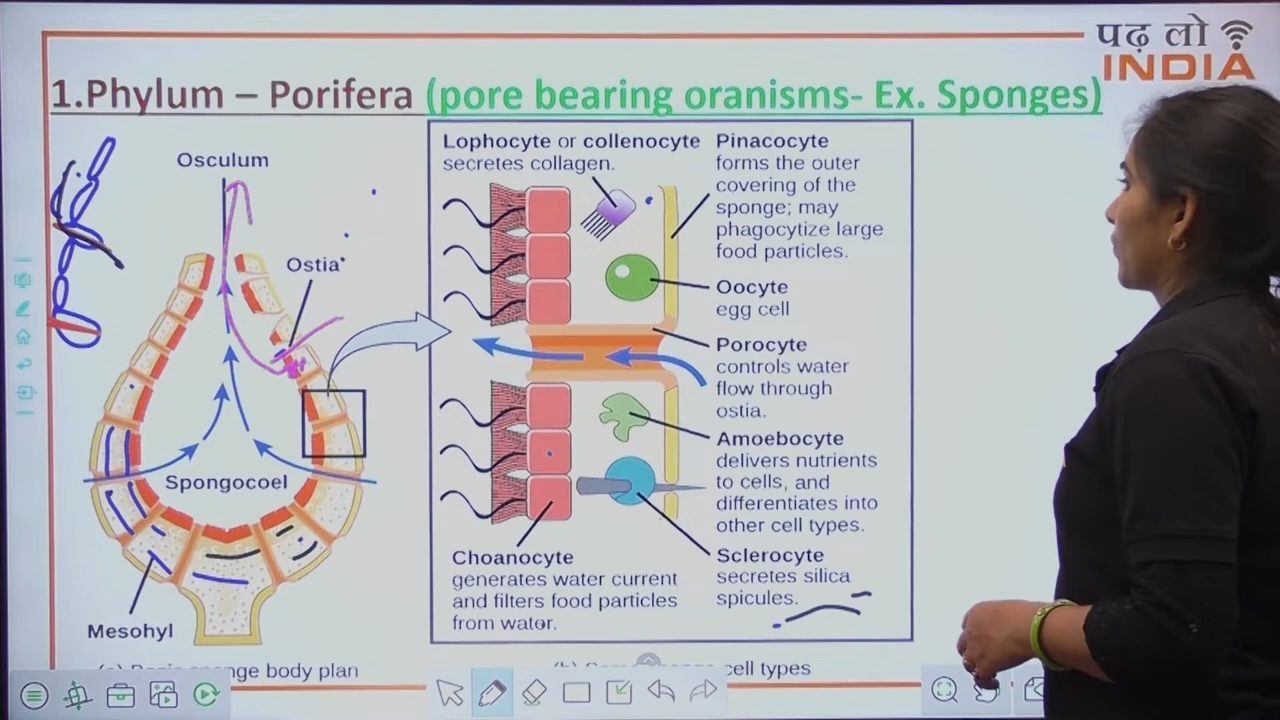 पढ़ लो
INDIA
1.Phylum – Porifera (pore bearing oranisms- Ex. Sponges)
Osculum
Ostia
Spongocoel
Mesohyl
Lophocyte or collenocyte
secretes collagen.
Pinacocyte
forms the outer
covering of the
sponge; may
phagocytize large
food particles.
Oocyte
egg cell
Porocyte
controls water
flow through
ostia.
Amoebocyte
delivers nutrients
to cells, and
differentiates into
other cell types.
Sclerocyte
secretes silica
spicules.
Choanocyte
generates water current
and filters food particles
from water.
body plan
cell types